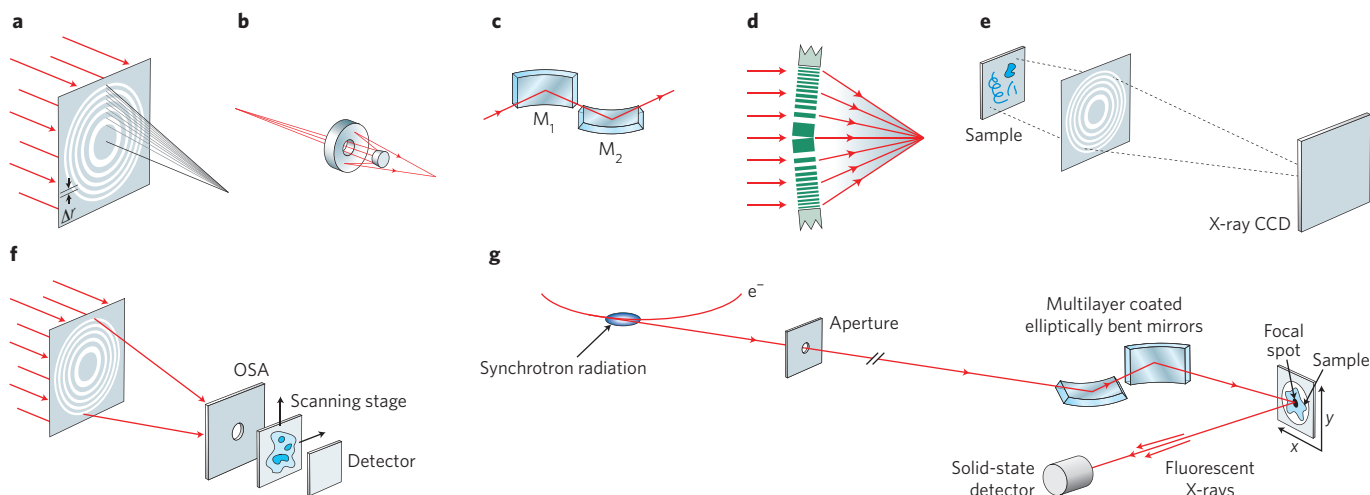 a
b
c
d
e
Δr
M1
M2
Sample
X-ray CCD
f
g
OSA
Scanning stage
Detector
e–
Synchrotron radiation
Aperture
Multilayer coated
elliptically bent mirrors
Focal
spot
Sample
y
x
Solid-state
detector
Fluorescent
X-rays